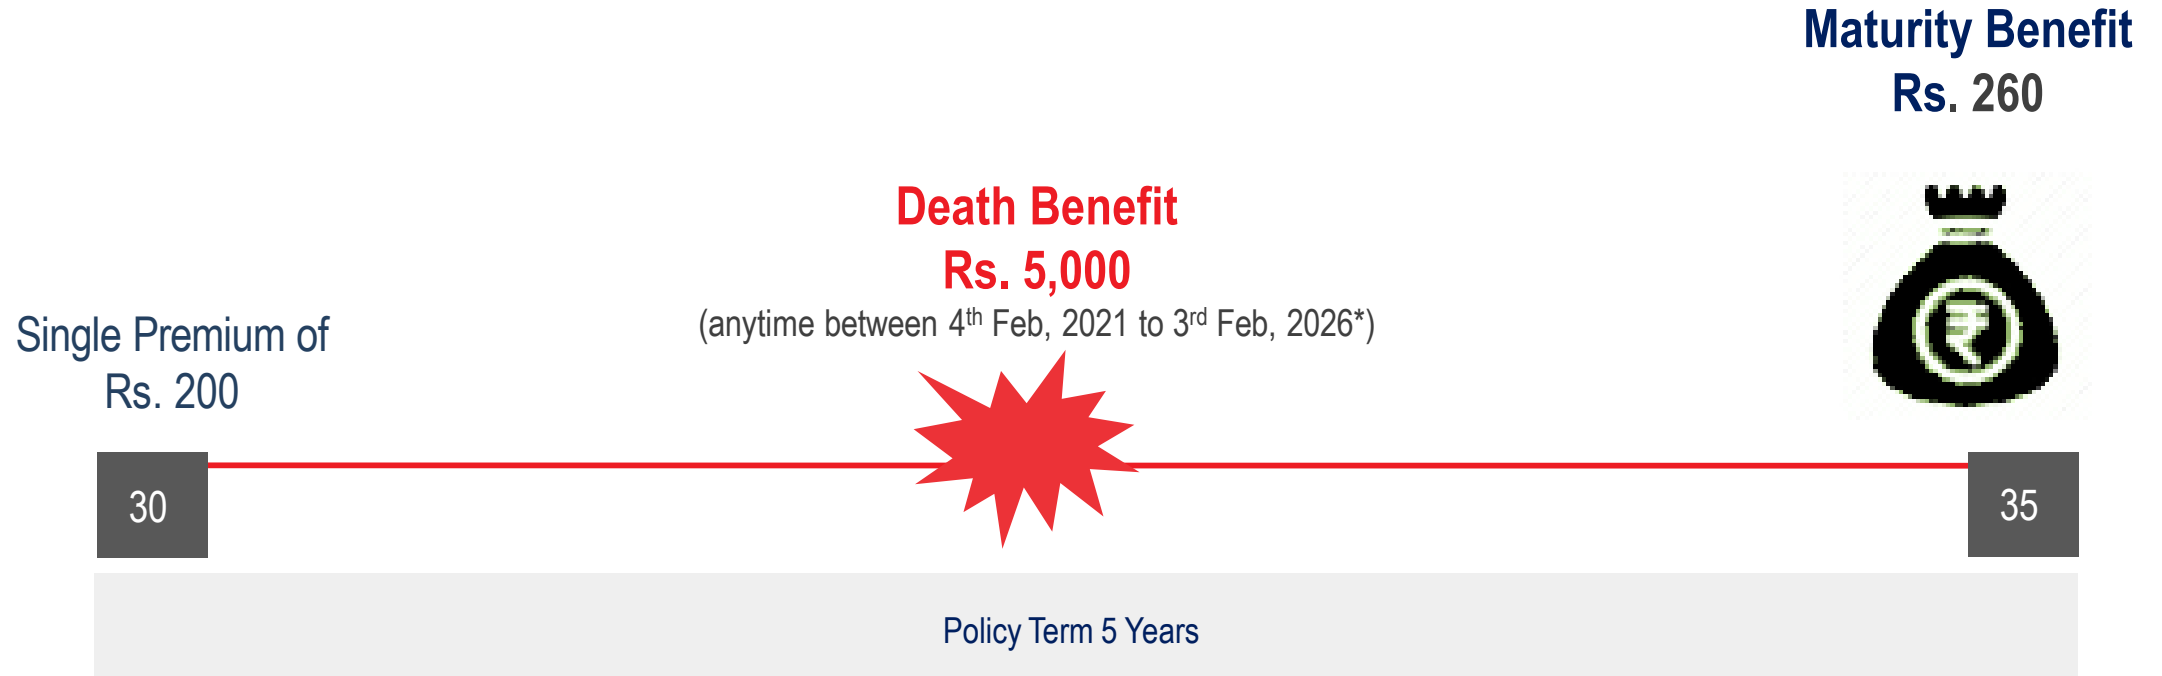 Maturity Benefit
Rs. 260
Death Benefit
Rs. 5,000
(anytime between 4th Feb, 2021 to 3rd Feb, 2026*)
Single Premium of
Rs. 200
₹
30
35
Policy Term 5 Years